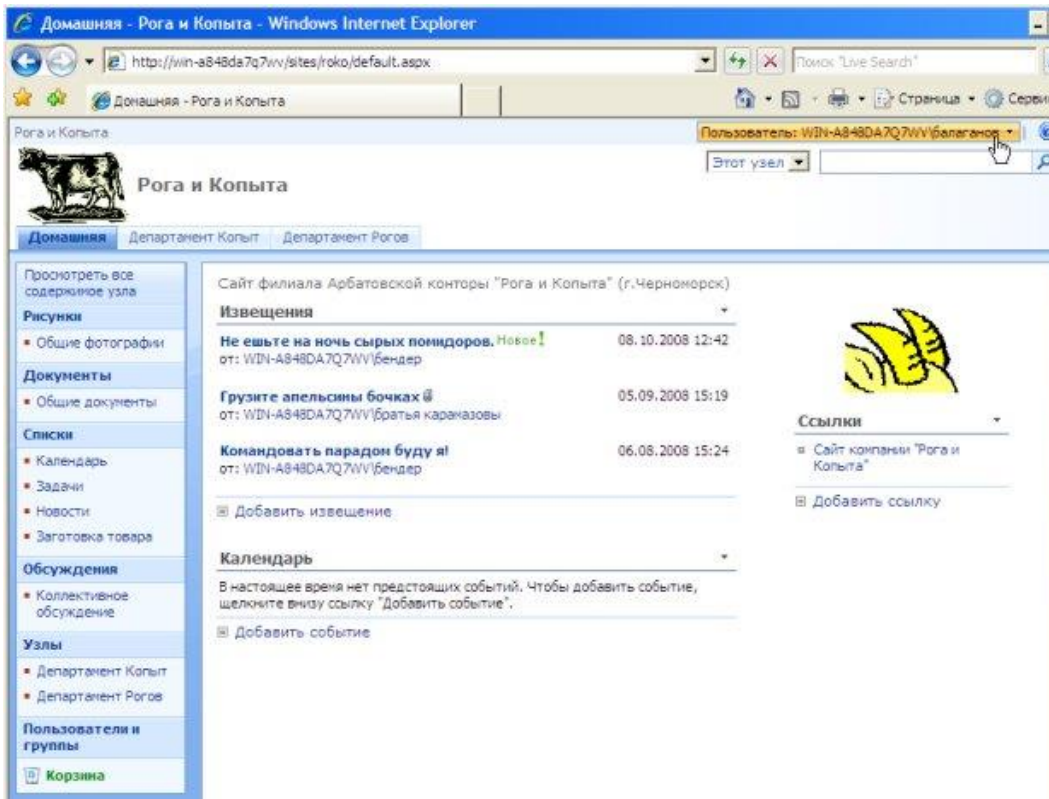 Домашняя - Рога и Копыта - Windows Internet Explorer
http://win-a848da7q7wv/sites/roko/default.aspx
Поиск "Live Search"
Домашняя - Рога и Копыта
Страница
Серви
Рога и Копыта
Пользователь: WIN-A848DA7Q7WV\балаганов
Этот узел
Рога и Копыта
Домашняя
Департамент Копыт
Департамент Рогов
Просмотреть все
содержимое узла
Рисунки
Общие фотографии
Документы
Общие документы
Списки
Календарь
Задачи
Новости
Заготовка товара
Обсуждения
Коллективное
обсуждение
Узлы
Департамент Копыт
Департамент Рогов
Пользователи и
группы
Корзина
Сайт филиала Арбатовской конторы "Рога и Копыта" (г.Черноморск)
Извещения
Не ешьте на ночь сырых помидоров. Новое!
08.10.2008 12:42
от: WIN-A848DA7Q7WV\бендер
Грузите апельсины бочках
05.09.2008 15:19
от: WIN-A848DA7Q7WV\братья карамазовы
Командовать парадом буду я!
06.08.2008 15:24
от: WIN-A848DA7Q7WV\бендер
Добавить извещение
Календарь
В настоящее время нет предстоящих событий. Чтобы добавить событие,
щелкните внизу ссылку "Добавить событие".
Добавить событие
Ссылки
Сайт компании "Рога и
Копыта"
Добавить ссылку